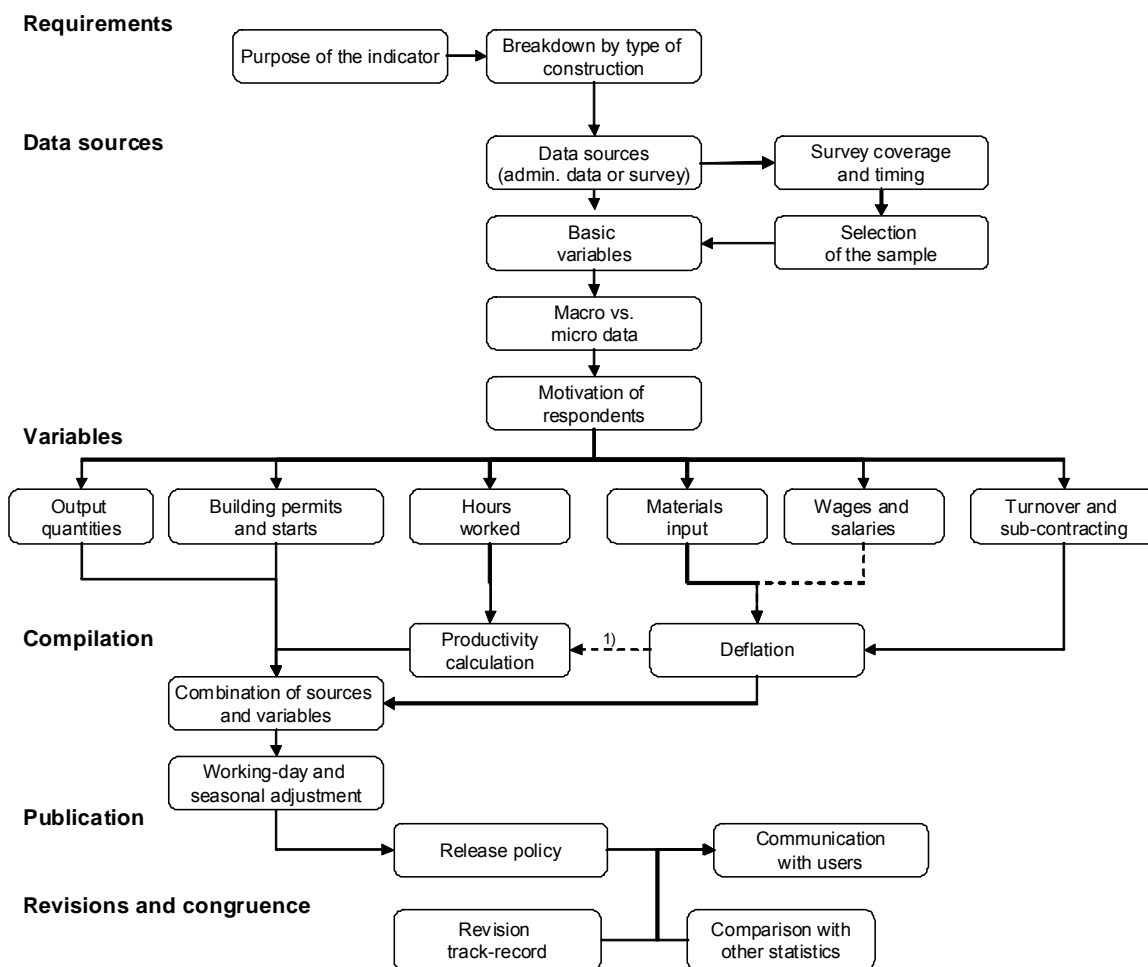 Requirements
Purpose of the indicator
Breakdown by type of
construction
Data sources
Data sources
(admin. data or survey)
Survey coverage
and timing
Basic
variables
Selection
of the sample
Macro vs.
micro data
Motivation of
respondents
Variables
Output
quantities
Building permits
and starts
Hours
worked
Materials
input
Wages and
salaries
Turnover and
sub-contracting
Compilation
Productivity
calculation
1)
Deflation
Combination of sources
and variables
Working-day and
seasonal adjustment
Publication
Release policy
Communication
with users
Revisions and congruence
Revision
track-record
Comparison with
other statistics